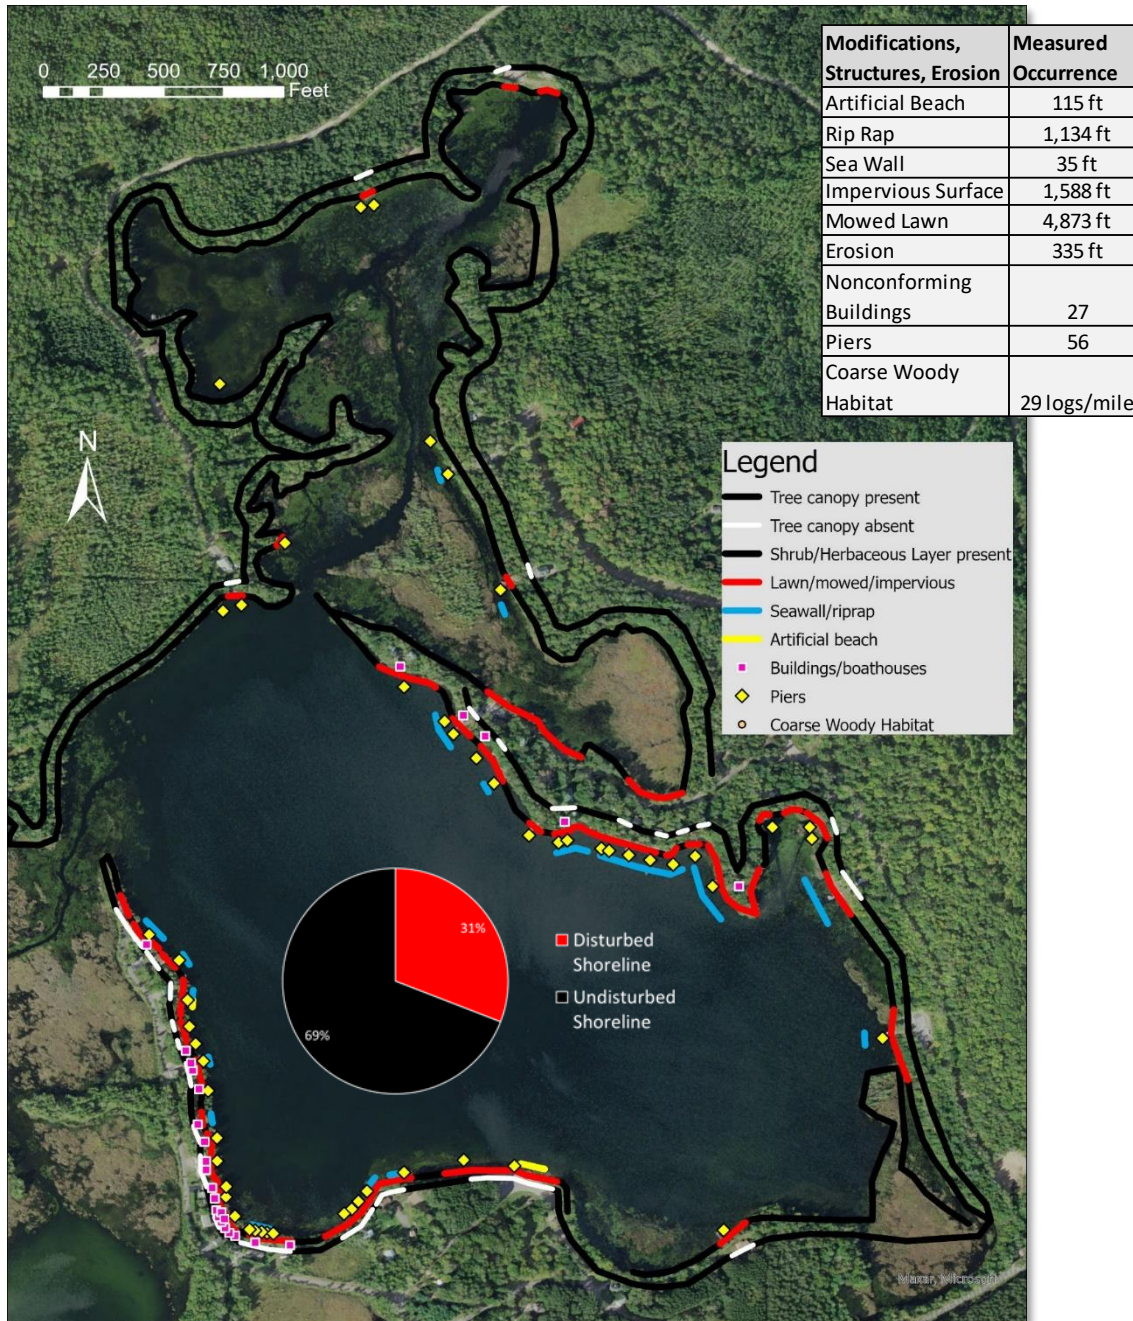 0 250 500 750 1,000
Feet
Modifications, Measured
Structures, Erosion Occurrence
Artificial Beach 115 ft
Rip Rap 1,134 ft
Sea Wall 35 ft
Impervious Surface 1,588 ft
Mowed Lawn 4,873 ft
Erosion 335 ft
Nonconforming
Buildings 27
Piers 56
Coarse Woody
Habitat 29 logs/mile
N
Legend
Tree canopy present
Tree canopy absent
Shrub/Herbaceous Layer present
Lawn/mowed/impervious
Seawall/riprap
Artificial beach
Buildings/boathouses
Piers
Coarse Woody Habitat
31%
69%
Disturbed
Shoreline
Undisturbed
Shoreline
Maxar,